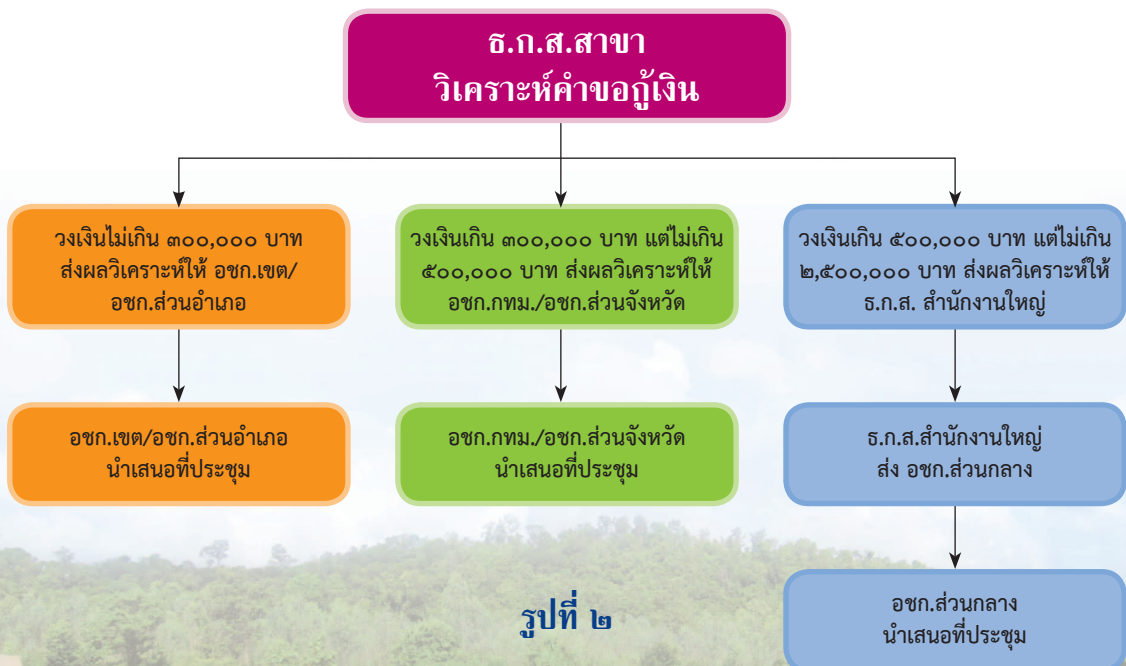 ธ.ก.ส.สาขา
วิเคราะห์คำขอกู้เงิน
วงเงินไม่เกิน ๓๐๐,๐๐๐ บาท
ส่งผลวิเคราะห์ให้ อชก.เขต/
อชก.ส่วนอำเภอ
วงเงินเกิน ๓๐๐,๐๐๐ บาท แต่ไม่เกิน
๕๐๐,๐๐๐ บาท ส่งผลวิเคราะห์ให้
อชก.กทม./อชก.ส่วนจังหวัด
วงเงินเกิน ๕๐๐,๐๐๐ บาท แต่ไม่เกิน
๒,๕๐๐,๐๐๐ บาท ส่งผลวิเคราะห์ให้
ธ.ก.ส. สำนักงานใหญ่
อชก.เขต/อชก.ส่วนอำเภอ
นำเสนอที่ประชุม
อชก.กทม./อชก.ส่วนจังหวัด
นำเสนอที่ประชุม
ธ.ก.ส.สำนักงานใหญ่
ส่ง อชก.ส่วนกลาง
อชก.ส่วนกลาง
นำเสนอที่ประชุม
รูปที่ ๒